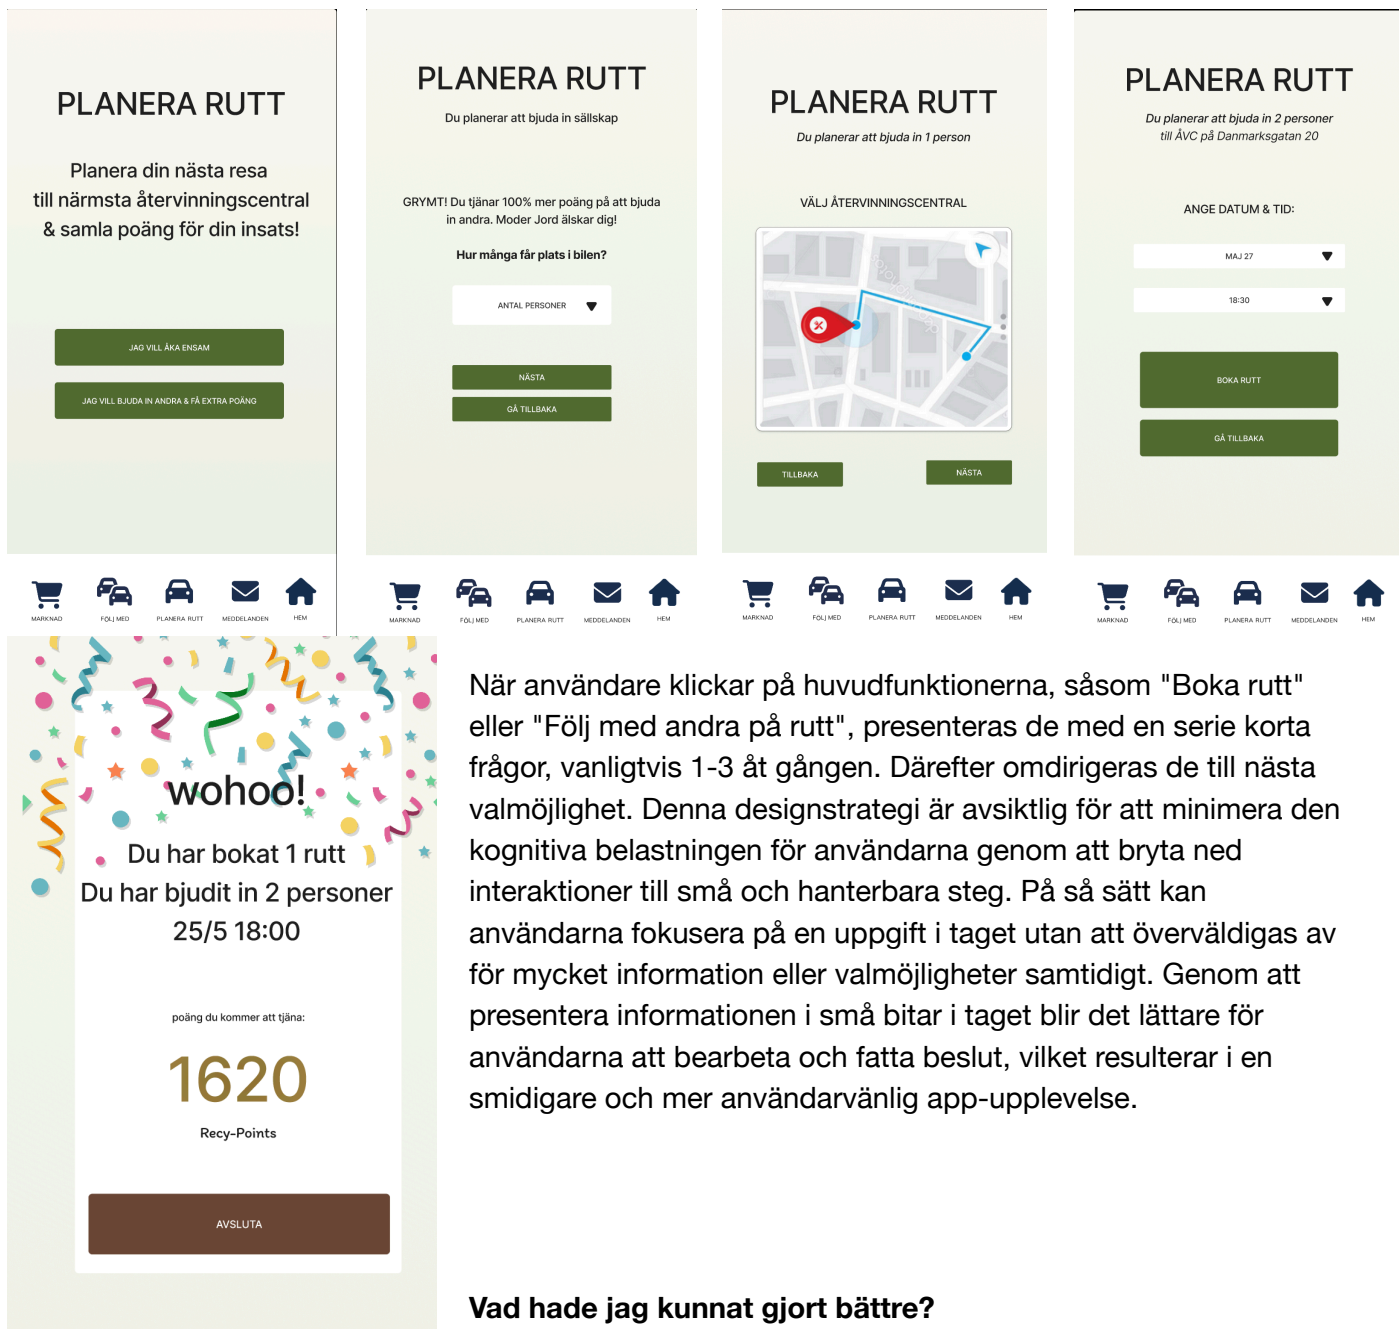 PLANERA RUTT
Planera din nästa resa
till närmsta återvinningscentral
& samla poäng för din insats!
JAG VILL ÅKA ENSAM
JAG VILL BJUDA IN ANDRA & FÅ EXTRA POÄNG
MARKNAD
FÖLJ MED
PLANERA RUTT
MEDDELANDEN
HEM
PLANERA RUTT
Du planerar att bjuda in sällskap
GRYMT! Du tjänar 100% mer poäng på att bjuda
in andra. Moder Jord älskar dig!
Hur många får plats i bilen?
ANTAL PERSONER
NÄSTA
GÅ TILLBAKA
MARKNAD
FÖLJ MED
PLANERA RUTT
MEDDELANDEN
HEM
PLANERA RUTT
Du planerar att bjuda in 1 person
VÄLJ ÅTERVINNINGSCENTRAL
TILLBAKA
NÄSTA
MARKNAD
FÖLJ MED
PLANERA RUTT
MEDDELANDEN
HEM
PLANERA RUTT
Du planerar att bjuda in 2 personer
till ÅVC på Danmarksgatan 20
ANGE DATUM & TID:
MAJ 27
18:30
BOKA RUTT
GÅ TILLBAKA
MARKNAD
FÖLJ MED
PLANERA RUTT
MEDDELANDEN
HEM
wohoo!
Du har bokat 1 rutt
Du har bjudit in 2 personer
25/5 18:00
poäng du kommer att tjäna:
1620
Recy-Points
AVSLUTA
När användare klickar på huvudfunktionerna, såsom "Boka rutt"
eller "Följ med andra på rutt", presenteras de med en serie korta
frågor, vanligtvis 1-3 åt gången. Därefter omdirigeras de till nästa
valmöjlighet. Denna designstrategi är avsiktlig för att minimera den
kognitiva belastningen för användarna genom att bryta ned
interaktioner till små och hanterbara steg. På så sätt kan
användarna fokusera på en uppgift i taget utan att överväldigas av
för mycket information eller valmöjligheter samtidigt. Genom att
presentera informationen i små bitar i taget blir det lättare för
användarna att bearbeta och fatta beslut, vilket resulterar i en
smidigare och mer användarvänlig app-upplevelse.
Vad hade jag kunnat gjort bättre?